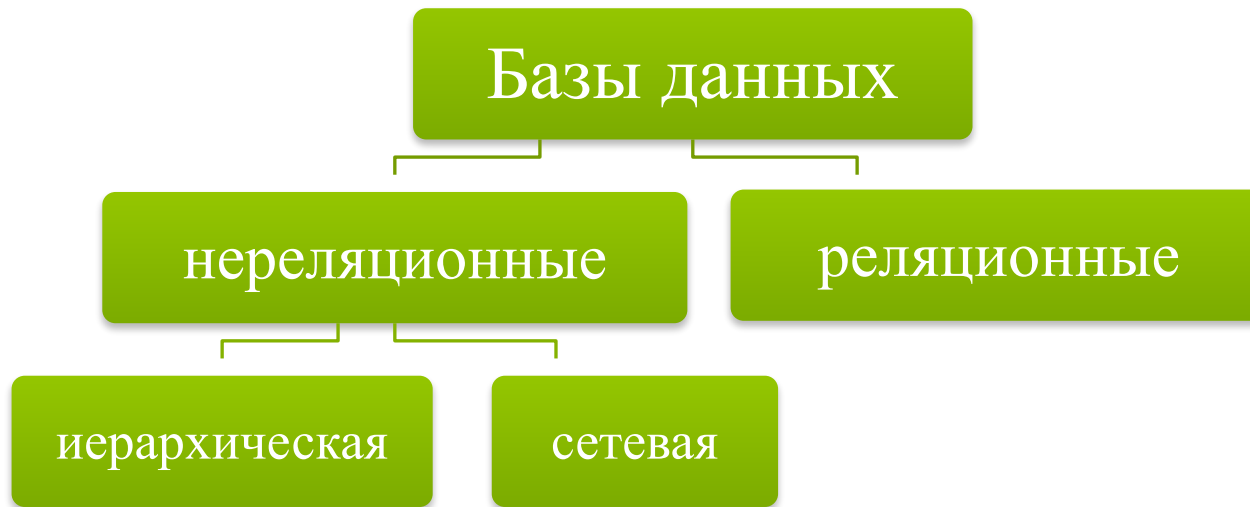 Базы данных
нереляционные
реляционные
иерархическая
сетевая